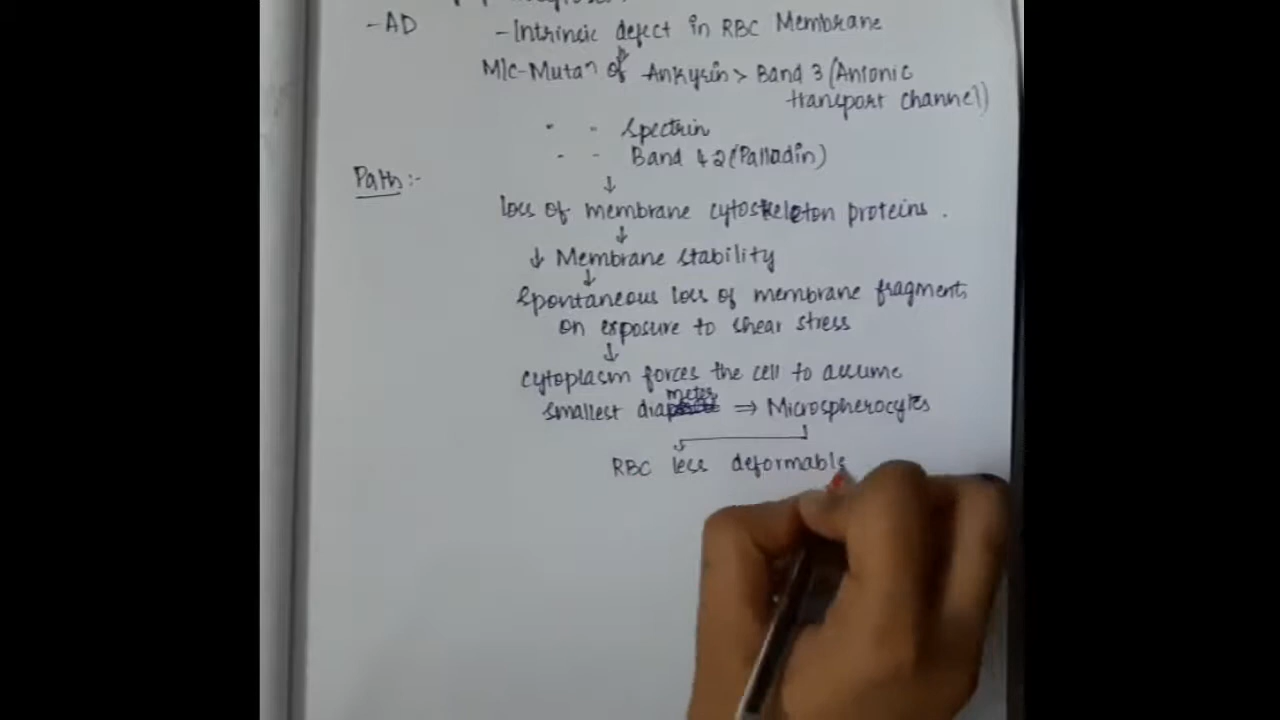 - AD - Intrinsic defect in RBC Membrane
M/c - Mutaⁿ of Ankysin > Band 3 (Anionic
transport channel)
" - Spectrin
" - Band 4.2 (Palladin)
Path :-
loss of membrane cytoskeleton proteins .
↓ Membrane stability
Spontaneous loss of membrane fragments
on exposure to shear stress
cytoplasm forces the cell to assume
smallest diameter ⇒ Microspherocytes
RBC less deformable